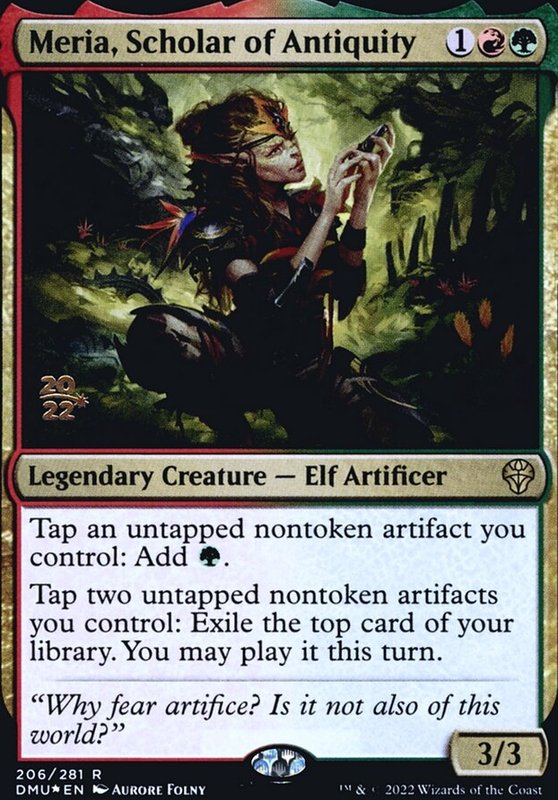 Meria, Scholar of Antiquity 1
20
22
Legendary Creature — Elf Artificer
Tap an untapped nontoken artifact you
control: Add .
Tap two untapped nontoken artifacts
you control: Exile the top card of your
library. You may play it this turn.
“Why fear artifice? Is it not also of this
world?”
3/3
206/281 R
DMU★EN Aurore Folny
™ & © 2022 Wizards of the Coast